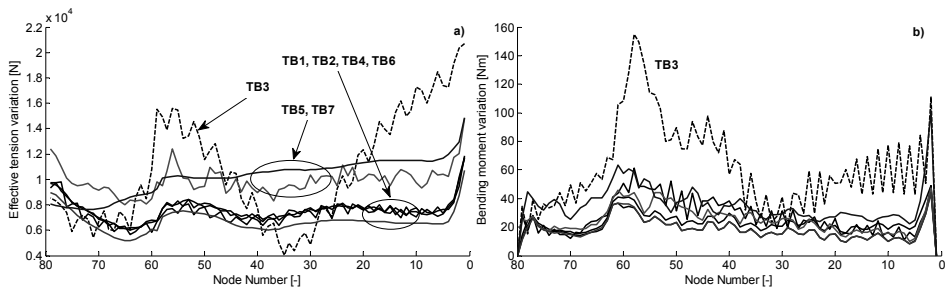 x 10⁴
2.2
2
1.8
1.6
1.4
1.2
1
0.8
0.6
0.4
Effective tension variation [N]
80 70 60 50 40 30 20 10 0
Node Number [-]
a)
TB1, TB2, TB4, TB6
TB3
TB5, TB7
160
140
120
100
80
60
40
20
0
Bending moment variation [Nm]
80 70 60 50 40 30 20 10 0
Node Number [-]
b)
TB3